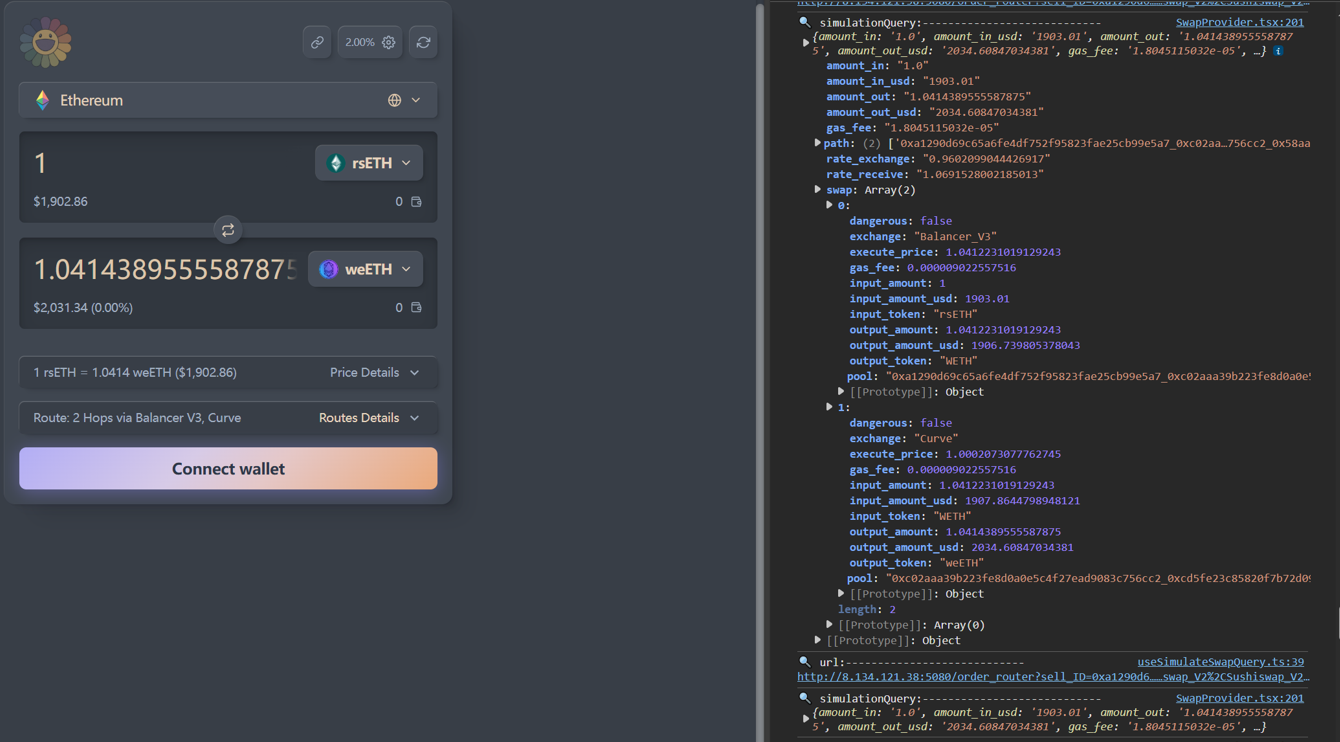 2.00%
Ethereum
1
rsETH
$1,902.86
0
1.0414389555587875
weETH
$2,031.34 (0.00%)
0
1 rsETH = 1.0414 weETH ($1,902.86)
Price Details
Route: 2 Hops via Balancer V3, Curve
Routes Details
Connect wallet
simulationQuery:---------------------------
SwapProvider.tsx:201
{amount_in: '1.0', amount_in_usd: '1903.01', amount_out: '1.041438955558787
5', amount_out_usd: '2034.60847034381', gas_fee: '1.8045115032e-05', …}
amount_in: "1.0"
amount_in_usd: "1903.01"
amount_out: "1.0414389555587875"
amount_out_usd: "2034.60847034381"
gas_fee: "1.8045115032e-05"
path: (2) ['0xa1290d69c65a6fe4df752f95823fae25cb99e5a7_0xc02aa…756cc2_0x58aa
rate_exchange: "0.9602099044426917"
rate_receive: "1.0691528002185013"
swap: Array(2)
0:
dangerous: false
exchange: "Balancer_V3"
execute_price: 1.0412231019129243
gas_fee: 0.000009022557516
input_amount: 1
input_amount_usd: 1903.01
input_token: "rsETH"
output_amount: 1.0412231019129243
output_amount_usd: 1906.739805378043
output_token: "WETH"
pool: "0xa1290d69c65a6fe4df752f95823fae25cb99e5a7_0xc02aaa39b223fe8d0a0e5
[[Prototype]]: Object
1:
dangerous: false
exchange: "Curve"
execute_price: 1.0002073077762745
gas_fee: 0.000009022557516
input_amount: 1.0412231019129243
input_amount_usd: 1907.8644798948121
input_token: "WETH"
output_amount: 1.041438955587875
output_amount_usd: 2034.60847034381
output_token: "weETH"
pool: "0xc02aaa39b223fe8d0a0e5c4f27ead9083c756cc2_0xcd5fe23c85820f7b72d09
[[Prototype]]: Object
length: 2
[[Prototype]]: Array(0)
[[Prototype]]: Object
url:---------------------------
useSimulateSwapQuery.ts:39
http://8.134.121.38:5080/order_router?sell_ID=0xa1290d6……swap_V2%2CSushiswap_V2…
simulationQuery:---------------------------
SwapProvider.tsx:201
{amount_in: '1.0', amount_in_usd: '1903.01', amount_out: '1.041438955558787
5', amount_out_usd: '2034.60847034381', gas_fee: '1.8045115032e-05', …}